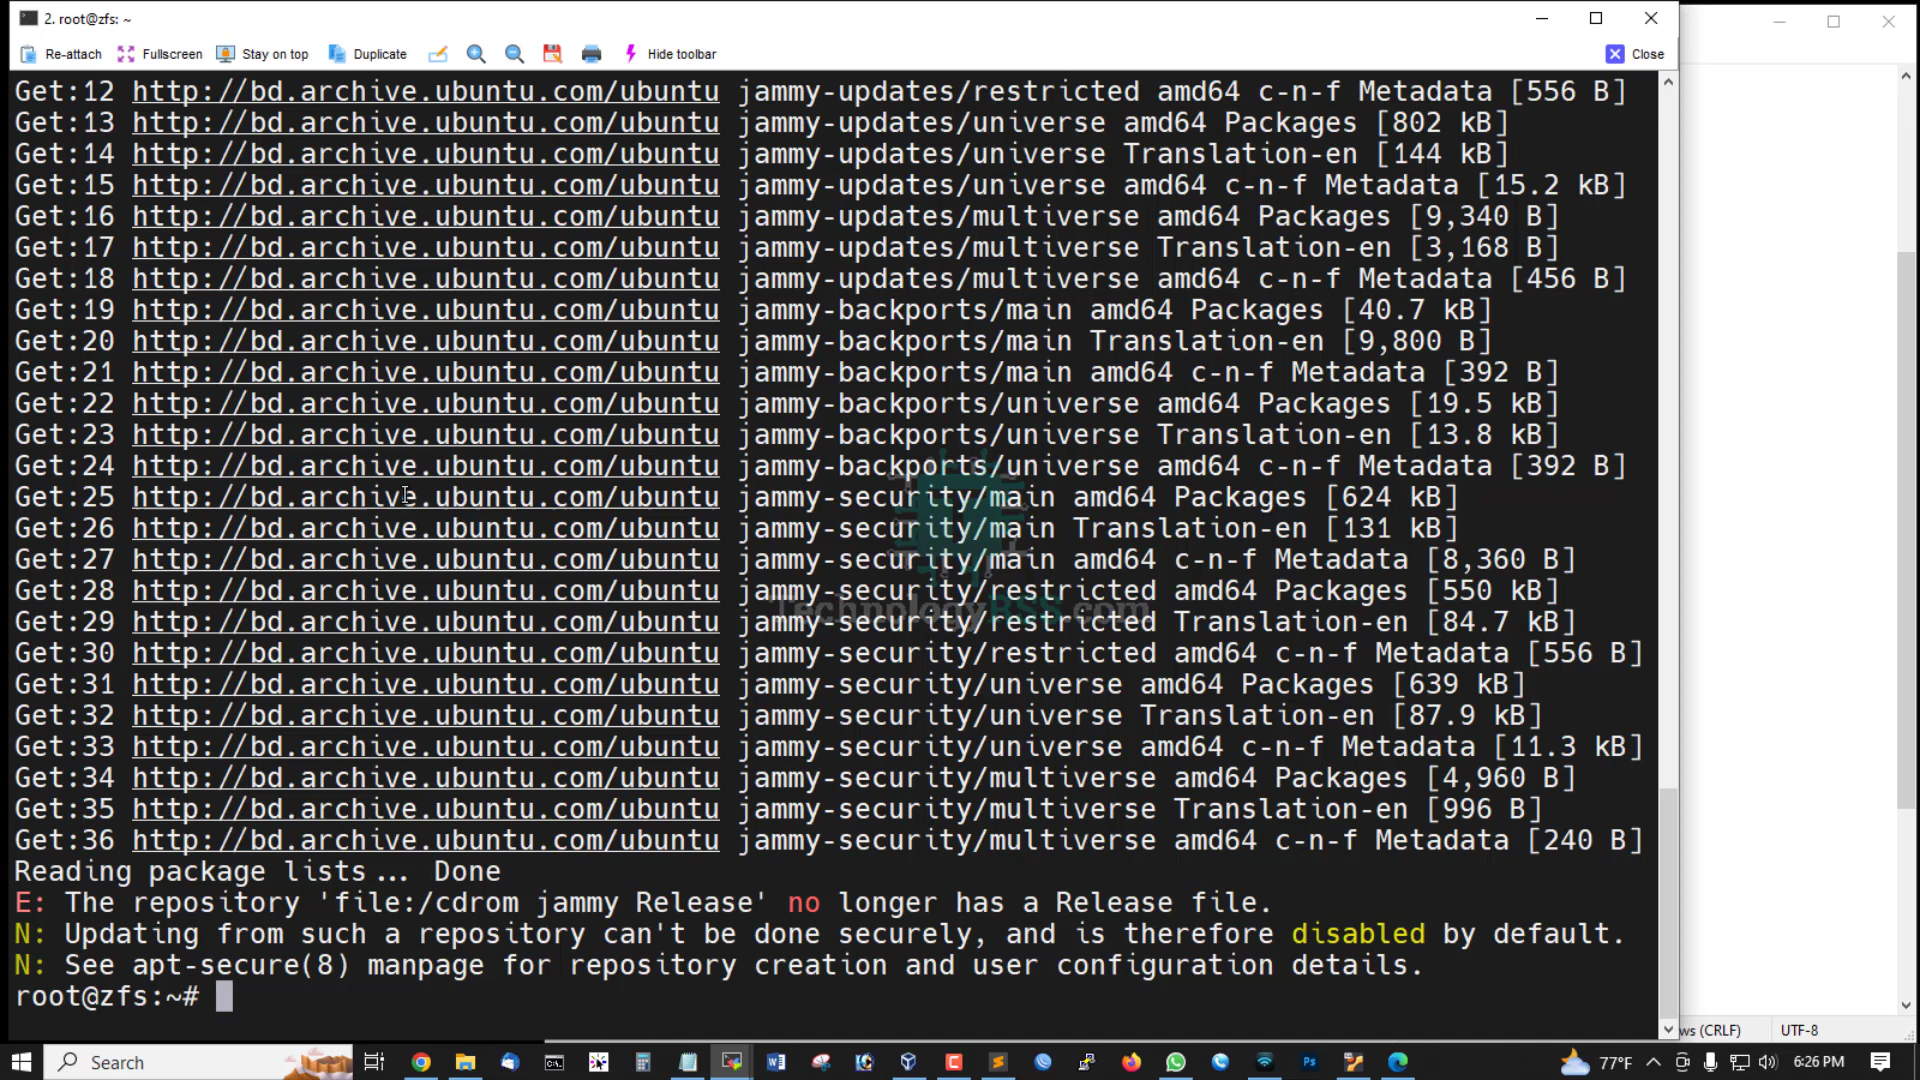 2. root@zfs: ~
Re-attach Fullscreen Stay on top Duplicate Hide toolbar Close
Get:12 http://bd.archive.ubuntu.com/ubuntu jammy-updates/restricted amd64 c-n-f Metadata [556 B]
Get:13 http://bd.archive.ubuntu.com/ubuntu jammy-updates/universe amd64 Packages [802 kB]
Get:14 http://bd.archive.ubuntu.com/ubuntu jammy-updates/universe Translation-en [144 kB]
Get:15 http://bd.archive.ubuntu.com/ubuntu jammy-updates/universe amd64 c-n-f Metadata [15.2 kB]
Get:16 http://bd.archive.ubuntu.com/ubuntu jammy-updates/multiverse amd64 Packages [9,340 B]
Get:17 http://bd.archive.ubuntu.com/ubuntu jammy-updates/multiverse Translation-en [3,168 B]
Get:18 http://bd.archive.ubuntu.com/ubuntu jammy-updates/multiverse amd64 c-n-f Metadata [456 B]
Get:19 http://bd.archive.ubuntu.com/ubuntu jammy-backports/main amd64 Packages [40.7 kB]
Get:20 http://bd.archive.ubuntu.com/ubuntu jammy-backports/main Translation-en [9,800 B]
Get:21 http://bd.archive.ubuntu.com/ubuntu jammy-backports/main amd64 c-n-f Metadata [392 B]
Get:22 http://bd.archive.ubuntu.com/ubuntu jammy-backports/universe amd64 Packages [19.5 kB]
Get:23 http://bd.archive.ubuntu.com/ubuntu jammy-backports/universe Translation-en [13.8 kB]
Get:24 http://bd.archive.ubuntu.com/ubuntu jammy-backports/universe amd64 c-n-f Metadata [392 B]
Get:25 http://bd.archive.ubuntu.com/ubuntu jammy-security/main amd64 Packages [624 kB]
Get:26 http://bd.archive.ubuntu.com/ubuntu jammy-security/main Translation-en [131 kB]
Get:27 http://bd.archive.ubuntu.com/ubuntu jammy-security/main amd64 c-n-f Metadata [8,360 B]
Get:28 http://bd.archive.ubuntu.com/ubuntu jammy-security/restricted amd64 Packages [550 kB]
TechnologyRSS.com
Get:29 http://bd.archive.ubuntu.com/ubuntu jammy-security/restricted Translation-en [84.7 kB]
Get:30 http://bd.archive.ubuntu.com/ubuntu jammy-security/restricted amd64 c-n-f Metadata [556 B]
Get:31 http://bd.archive.ubuntu.com/ubuntu jammy-security/universe amd64 Packages [639 kB]
Get:32 http://bd.archive.ubuntu.com/ubuntu jammy-security/universe Translation-en [87.9 kB]
Get:33 http://bd.archive.ubuntu.com/ubuntu jammy-security/universe amd64 c-n-f Metadata [11.3 kB]
Get:34 http://bd.archive.ubuntu.com/ubuntu jammy-security/multiverse amd64 Packages [4,960 B]
Get:35 http://bd.archive.ubuntu.com/ubuntu jammy-security/multiverse Translation-en [996 B]
Get:36 http://bd.archive.ubuntu.com/ubuntu jammy-security/multiverse amd64 c-n-f Metadata [240 B]
Reading package lists... Done
E: The repository 'file:/cdrom jammy Release' no longer has a Release file.
N: Updating from such a repository can't be done securely, and is therefore disabled by default.
N: See apt-secure(8) manpage for repository creation and user configuration details.
root@zfs:~#
ws (CRLF) UTF-8
Search 77°F 6:26 PM